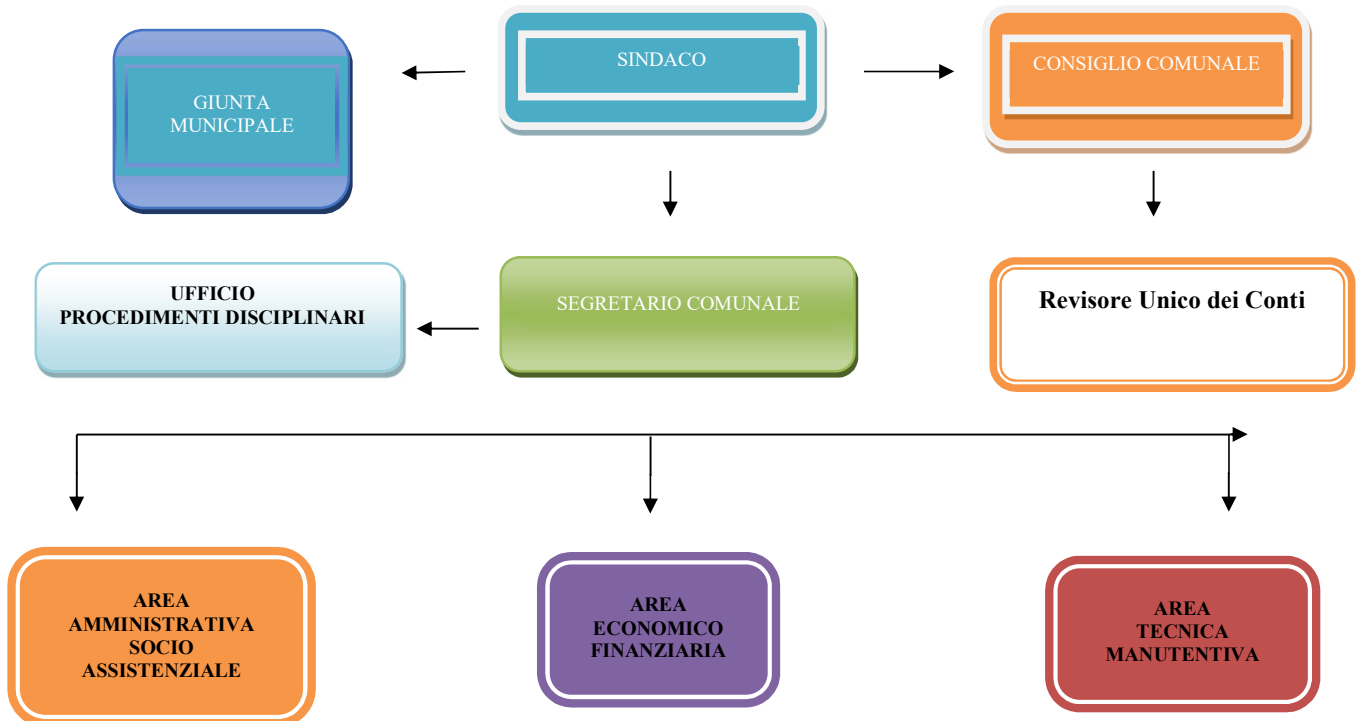 GIUNTA
MUNICIPALE
SINDACO
CONSIGLIO COMUNALE
UFFICIO
PROCEDIMENTI DISCIPLINARI
SEGRETARIO COMUNALE
Revisore Unico dei Conti
AREA
AMMINISTRATIVA
SOCIO
ASSISTENZIALE
AREA
ECONOMICO
FINANZIARIA
AREA
TECNICA
MANUTENTIVA